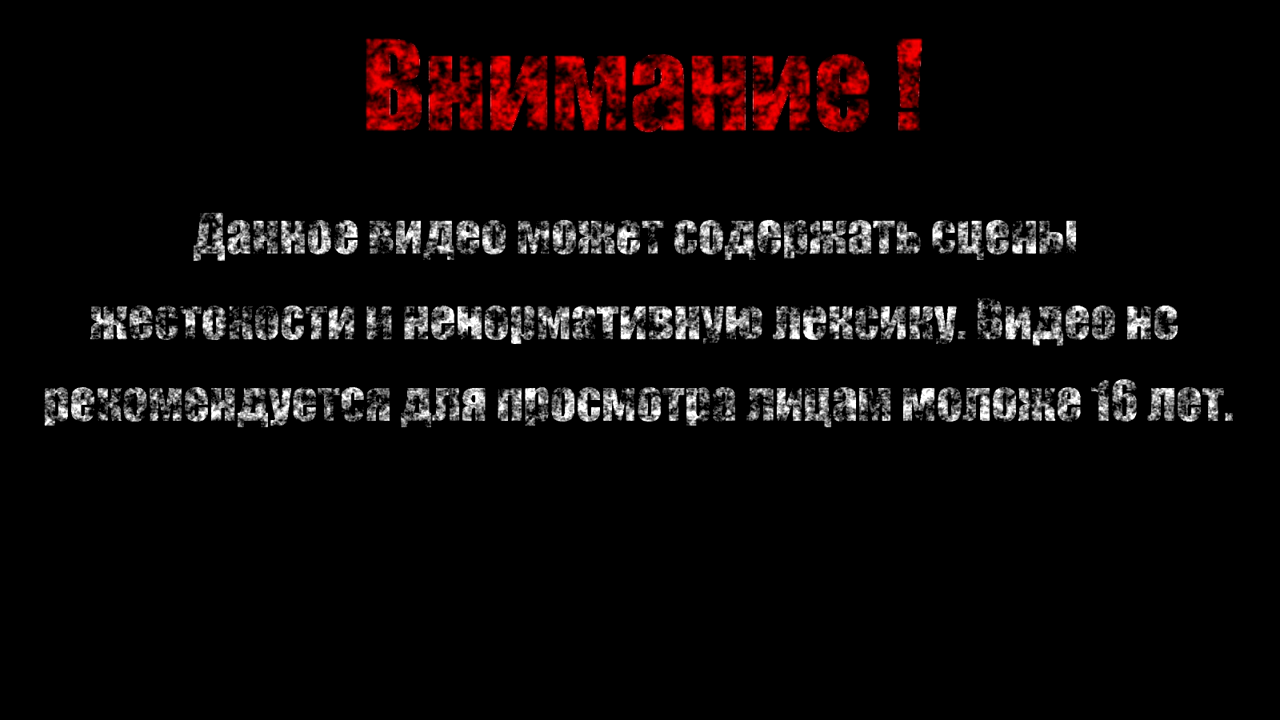 Внимание !
Данное видео может содержать сцены
жестокости и ненормативную лексику. Видео не
рекомендуется для просмотра лицам моложе 16 лет.